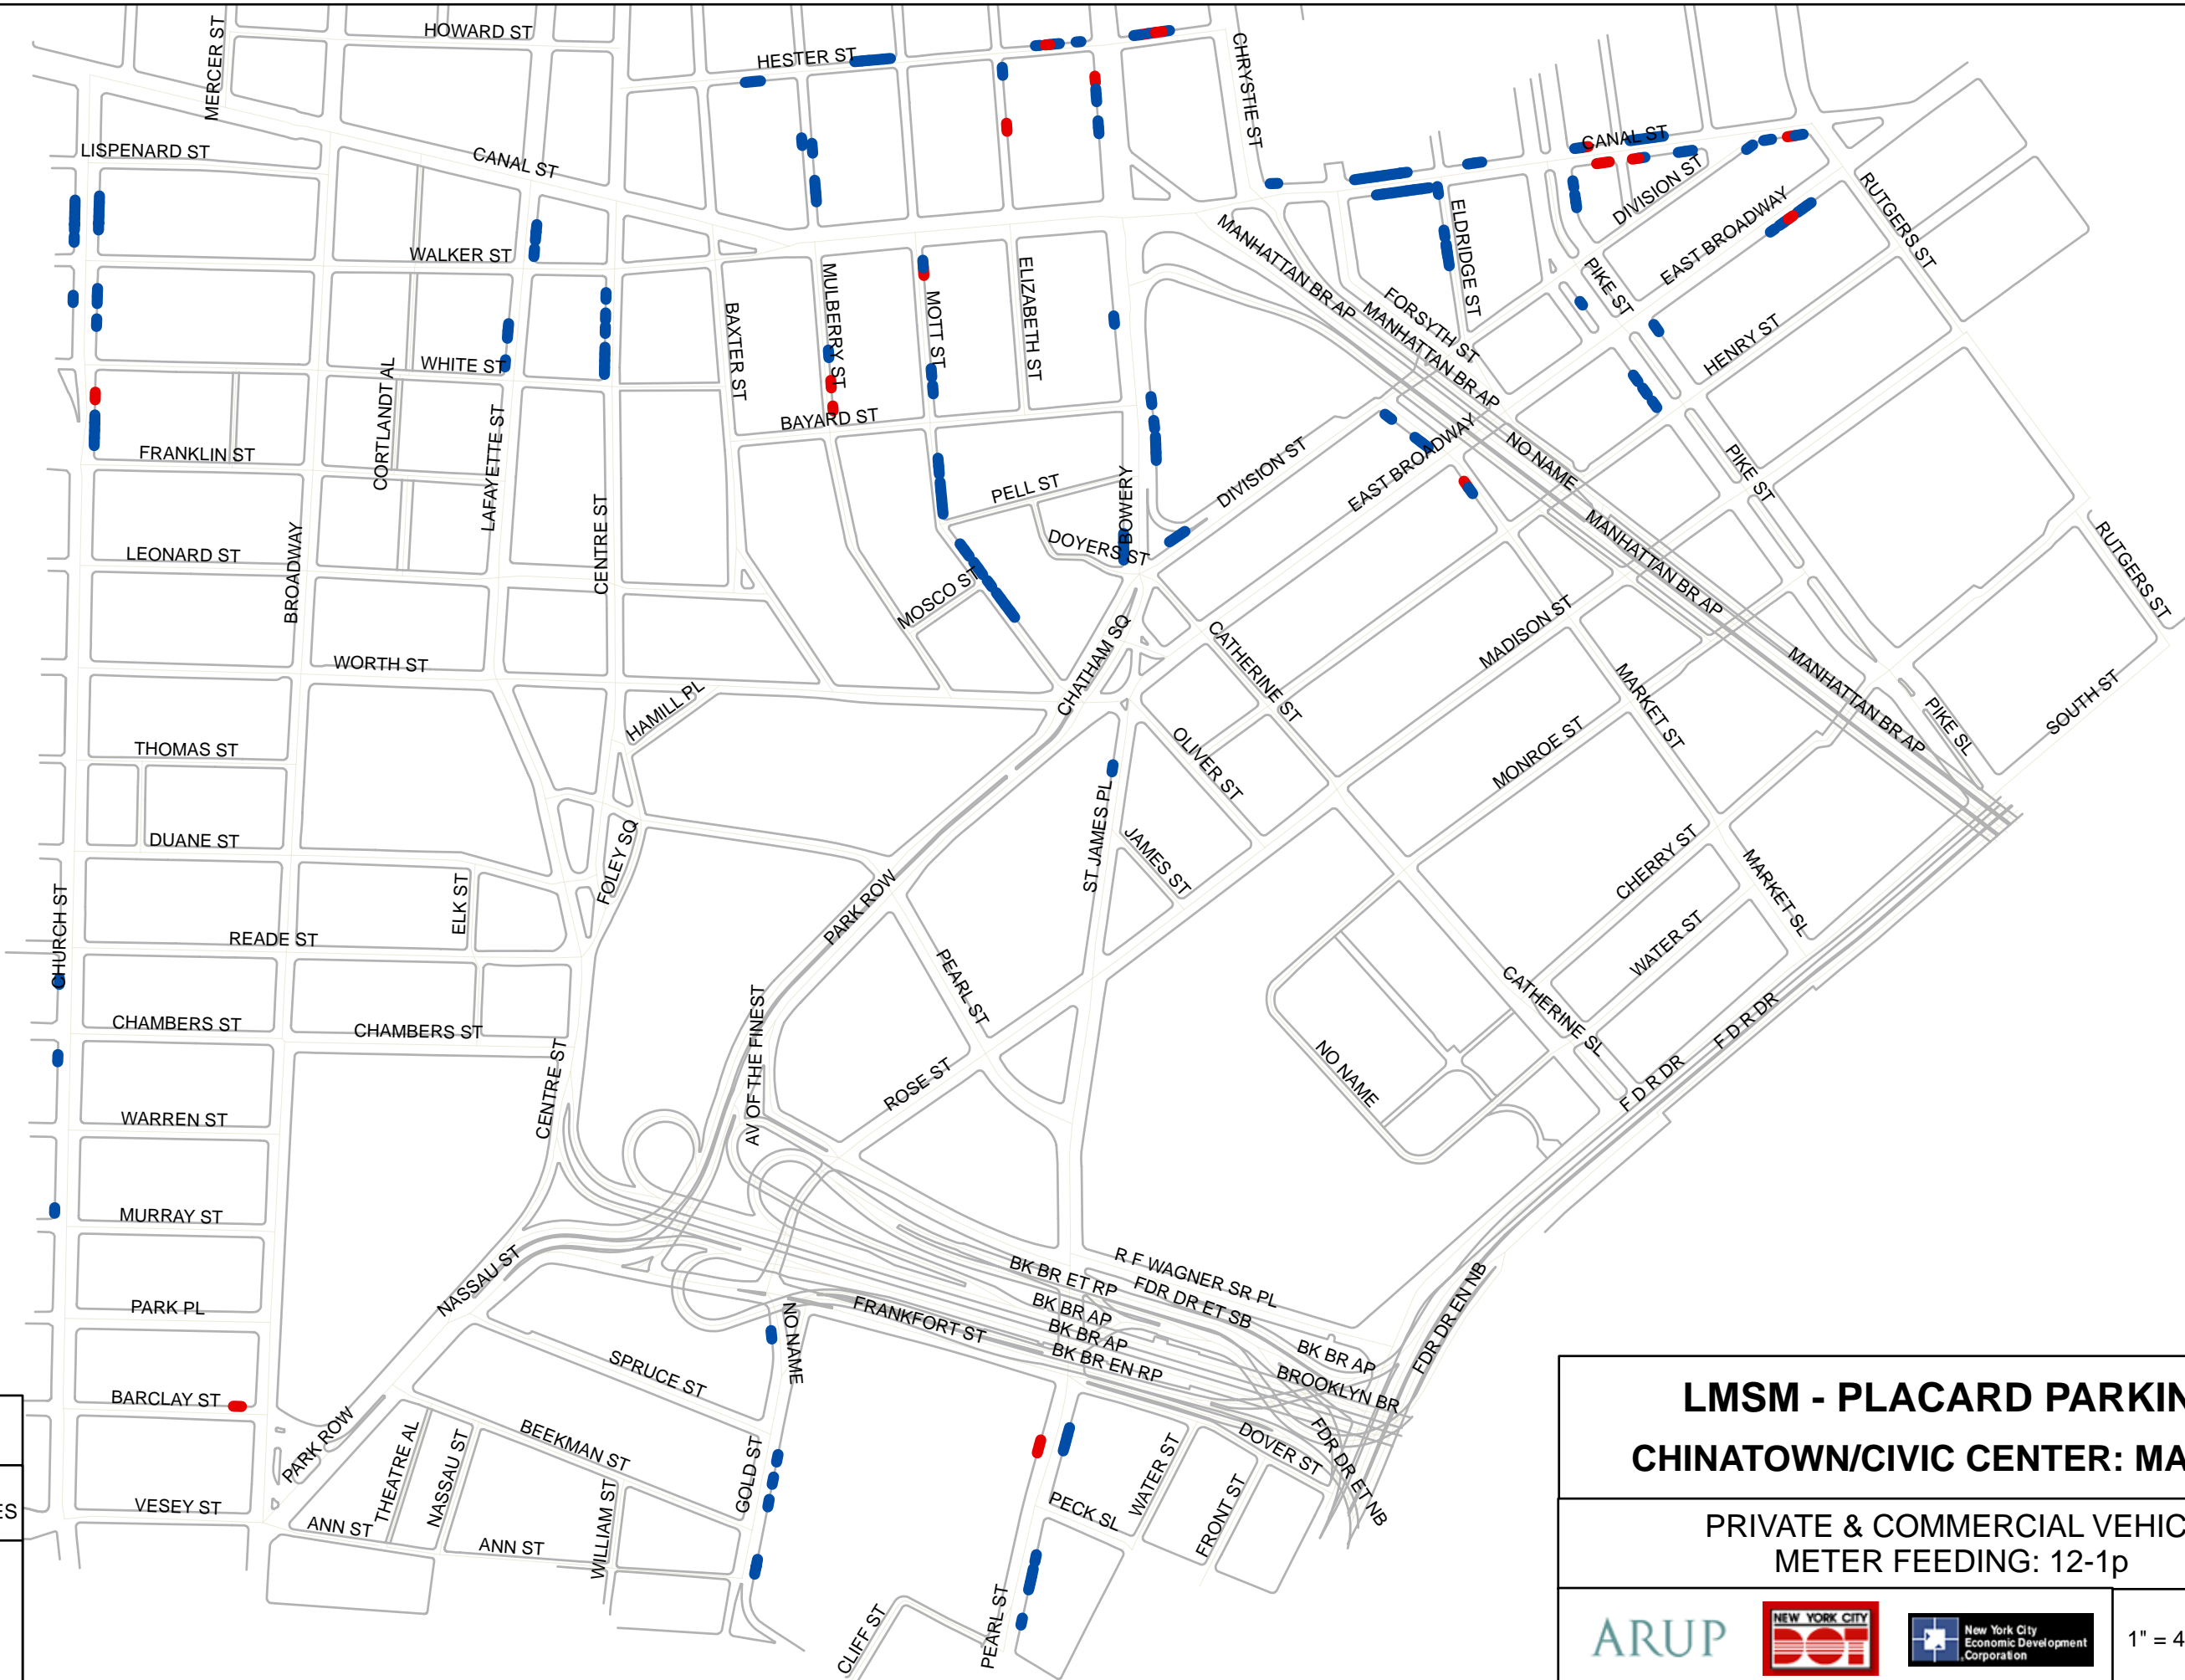 MERCER ST
HOWARD ST
HESTER ST
CHRYSTIE ST
LISPENARD ST
CANAL ST
CANAL ST
DIVISION ST
RUTGERS ST
WALKER ST
MULBERRY ST
MOTT ST
ELIZABETH ST
MANHATTAN BR AP
ELDRIDGE ST
EAST BROADWAY
PIKE ST
FORSYTH ST
MANHATTAN BR AP
BAXTER ST
HENRY ST
CORTLANDT AL
WHITE ST
BAYARD ST
LAFAYETTE ST
FRANKLIN ST
DIVISION ST
EAST BROADWAY
NO NAME
PIKE ST
PELL ST
BOWERY
CENTRE ST
BROADWAY
LEONARD ST
DOYERS ST
MANHATTAN BR AP
RUTGERS ST
MOSCO ST
CHATHAM SQ
CATHERINE ST
MADISON ST
WORTH ST
HAMILL PL
MARKET ST
MANHATTAN BR AP
PIKE SL
SOUTH ST
THOMAS ST
OLIVER ST
MONROE ST
DUANE ST
FOLEY SQ
ST JAMES PL
JAMES ST
CHERRY ST
MARKET SL
CHURCH ST
ELK ST
PARK ROW
READE ST
WATER ST
PEARL ST
CATHERINE SL
F D R DR
CHAMBERS ST
CHAMBERS ST
AV OF THE FINEST
CENTRE ST
ROSE ST
NO NAME
F D R DR
WARREN ST
MURRAY ST
NASSAU ST
R F WAGNER SR PL
BK BR ET RP
FDR DR ET SB
FDR DR EN NB
PARK PL
NO NAME
FRANKFORT ST
BK BR AP
BK BR AP
BK BR EN RP
BK BR AP
BROOKLYN BR
SPRUCE ST
BARCLAY ST
PARK ROW
THEATRE AL
NASSAU ST
BEEKMAN ST
GOLD ST
WATER ST
DOVER ST
FDR DR ET NB
VESEY ST
ANN ST
ANN ST
WILLIAM ST
PECK SL
FRONT ST
CLIFF ST
PEARL ST
ES
LMSM - PLACARD PARKIN
CHINATOWN/CIVIC CENTER: MA
PRIVATE & COMMERCIAL VEHIC
METER FEEDING: 12-1p
ARUP
NEW YORK CITY
DOT
New York City
Economic Development
Corporation
1" = 4